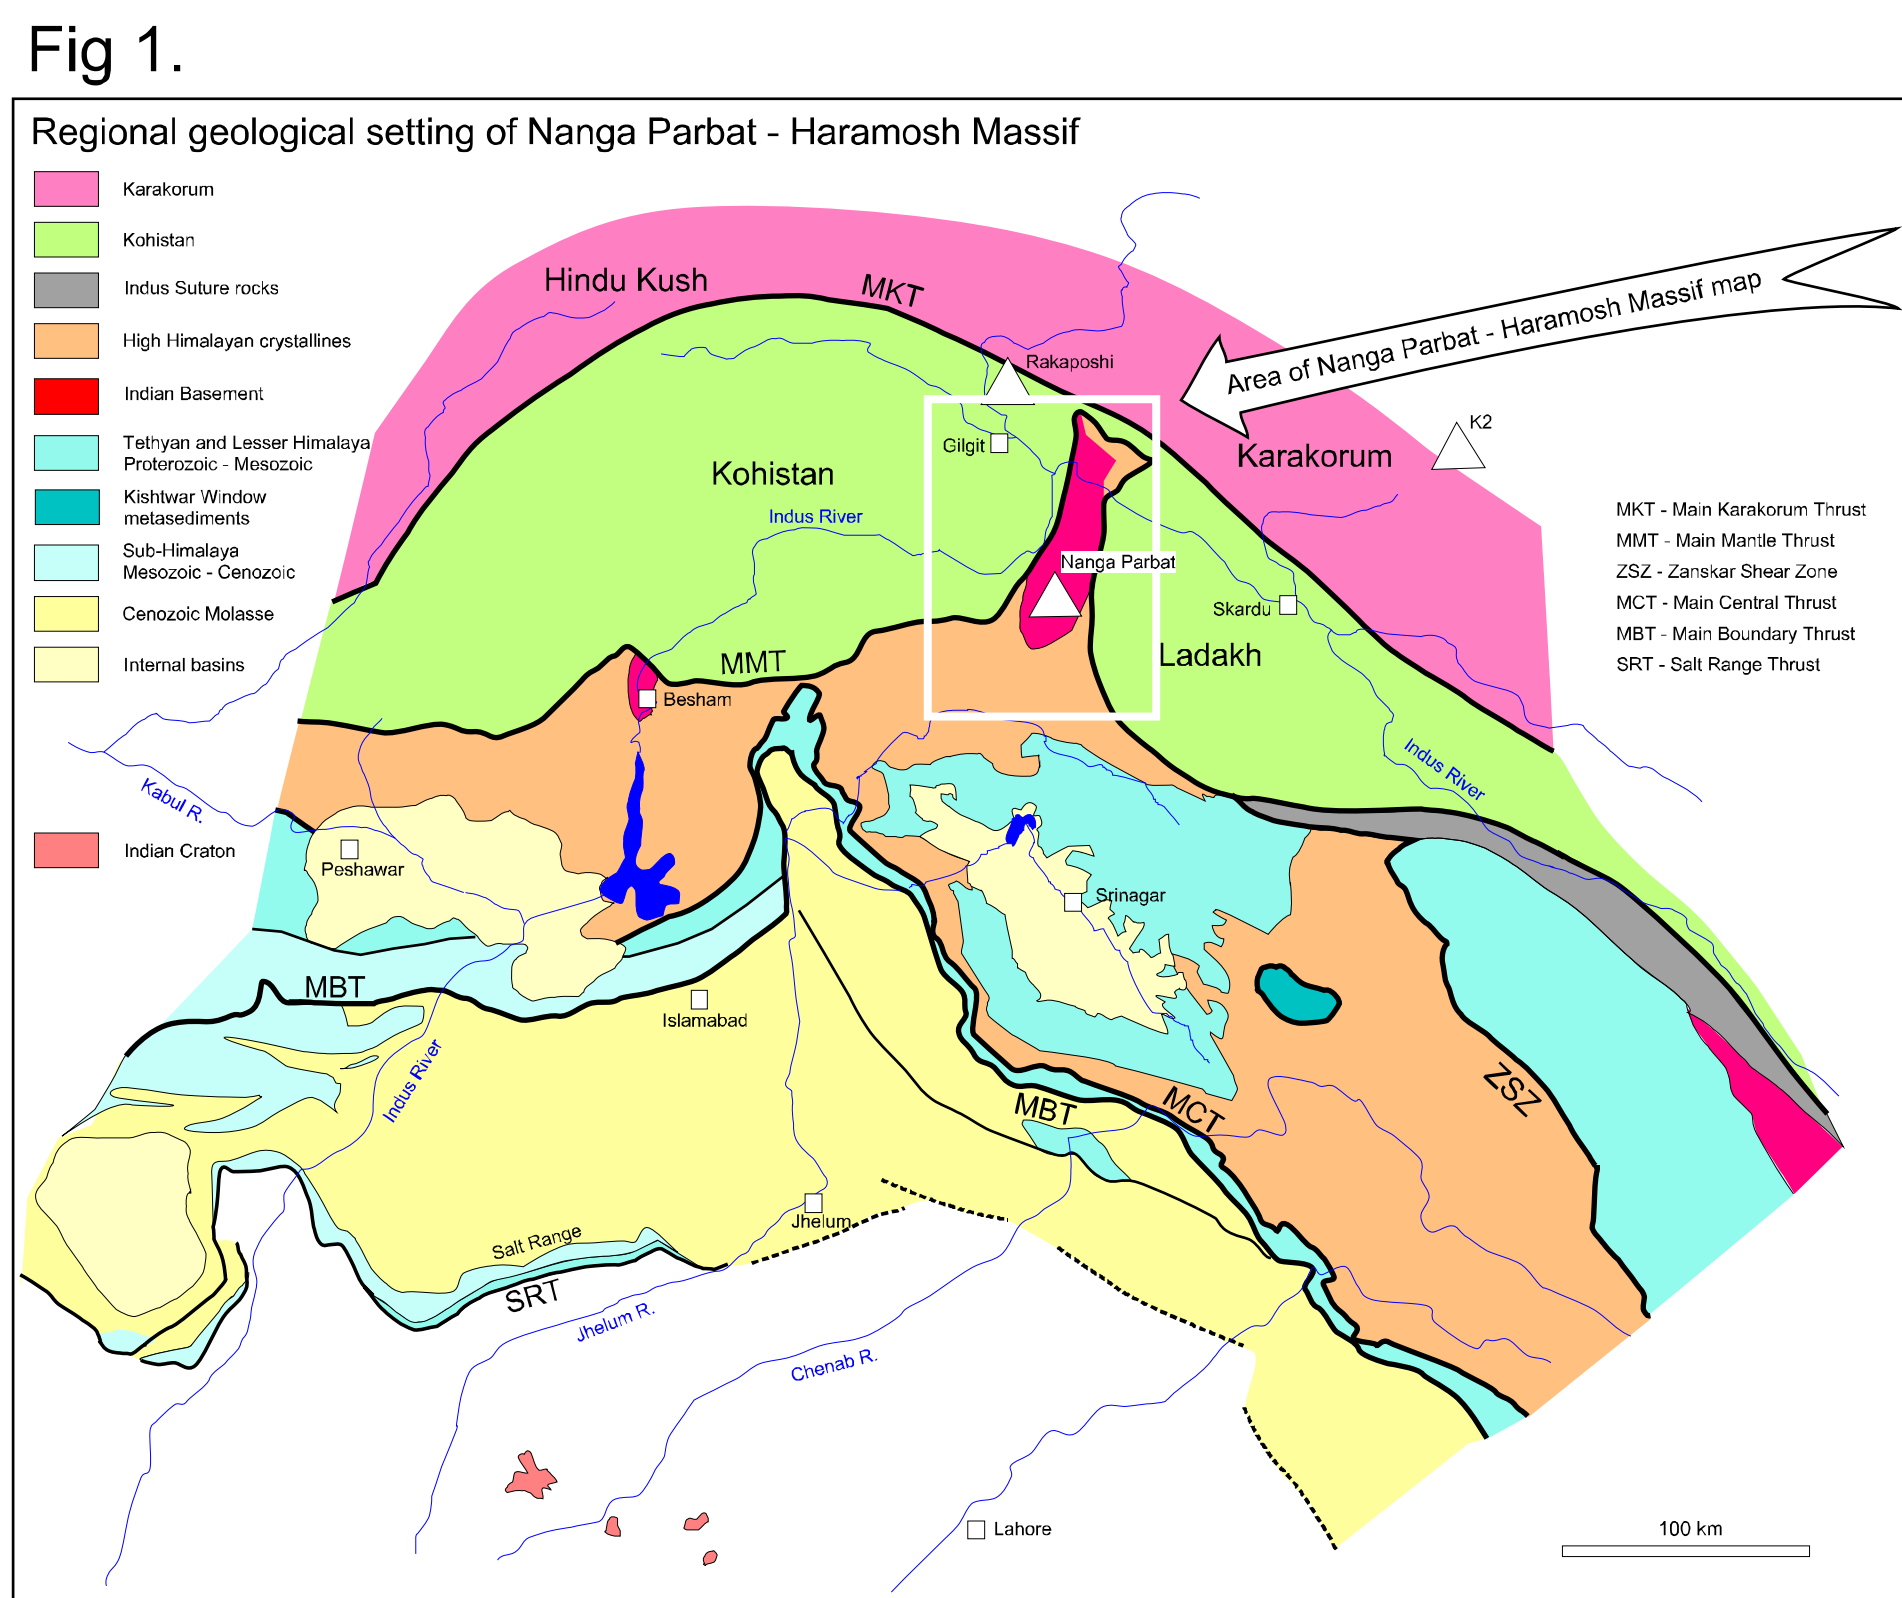 Fig 1.
Regional geological setting of Nanga Parbat - Haramosh Massif
Karakorum
Kohistan
Indus Suture rocks
High Himalayan crystallines
Indian Basement
Tethyan and Lesser Himalaya
Proterozoic - Mesozoic
Kishtwar Window
metasediments
Sub-Himalaya
Mesozoic - Cenozoic
Cenozoic Molasse
Internal basins
Indian Craton
Hindu Kush
MKT
Rakaposhi
Area of Nanga Parbat - Haramosh Massif map
K2
Gilgit
Karakorum
Kohistan
Indus River
MKT - Main Karakorum Thrust
MMT - Main Mantle Thrust
ZSZ - Zanskar Shear Zone
MCT - Main Central Thrust
MBT - Main Boundary Thrust
SRT - Salt Range Thrust
Nanga Parbat
Skardu
Ladakh
MMT
Besham
Indus River
Kabul R.
Peshawar
Srinagar
MBT
Islamabad
Indus River
ZSZ
MBT
MCT
Jhelum
Salt Range
SRT
Jhelum R.
Chenab R.
Lahore
100 km